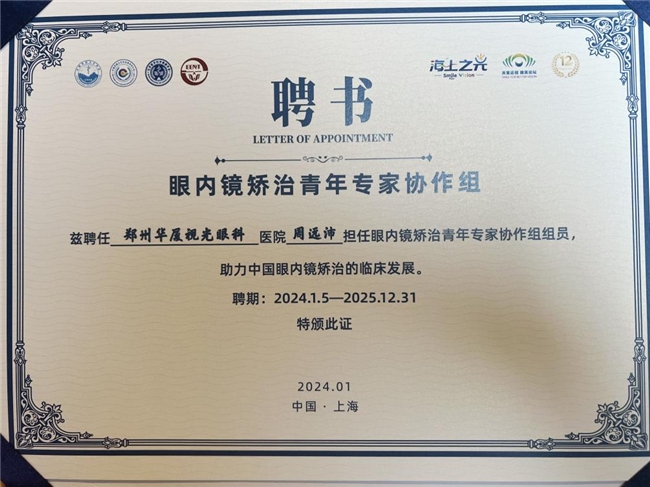 EENT
海上之光
Smile Vision
12
聘书
LETTER OF APPOINTMENT
眼内镜矫治青年专家协作组
兹聘任 郑州华厦视光眼科 医院 周远沛 担任眼内镜矫治青年专家协作组组员，
助力中国眼内镜矫治的临床发展。
聘期：2024.1.5—2025.12.31
特颁此证
2024.01
中国 · 上海